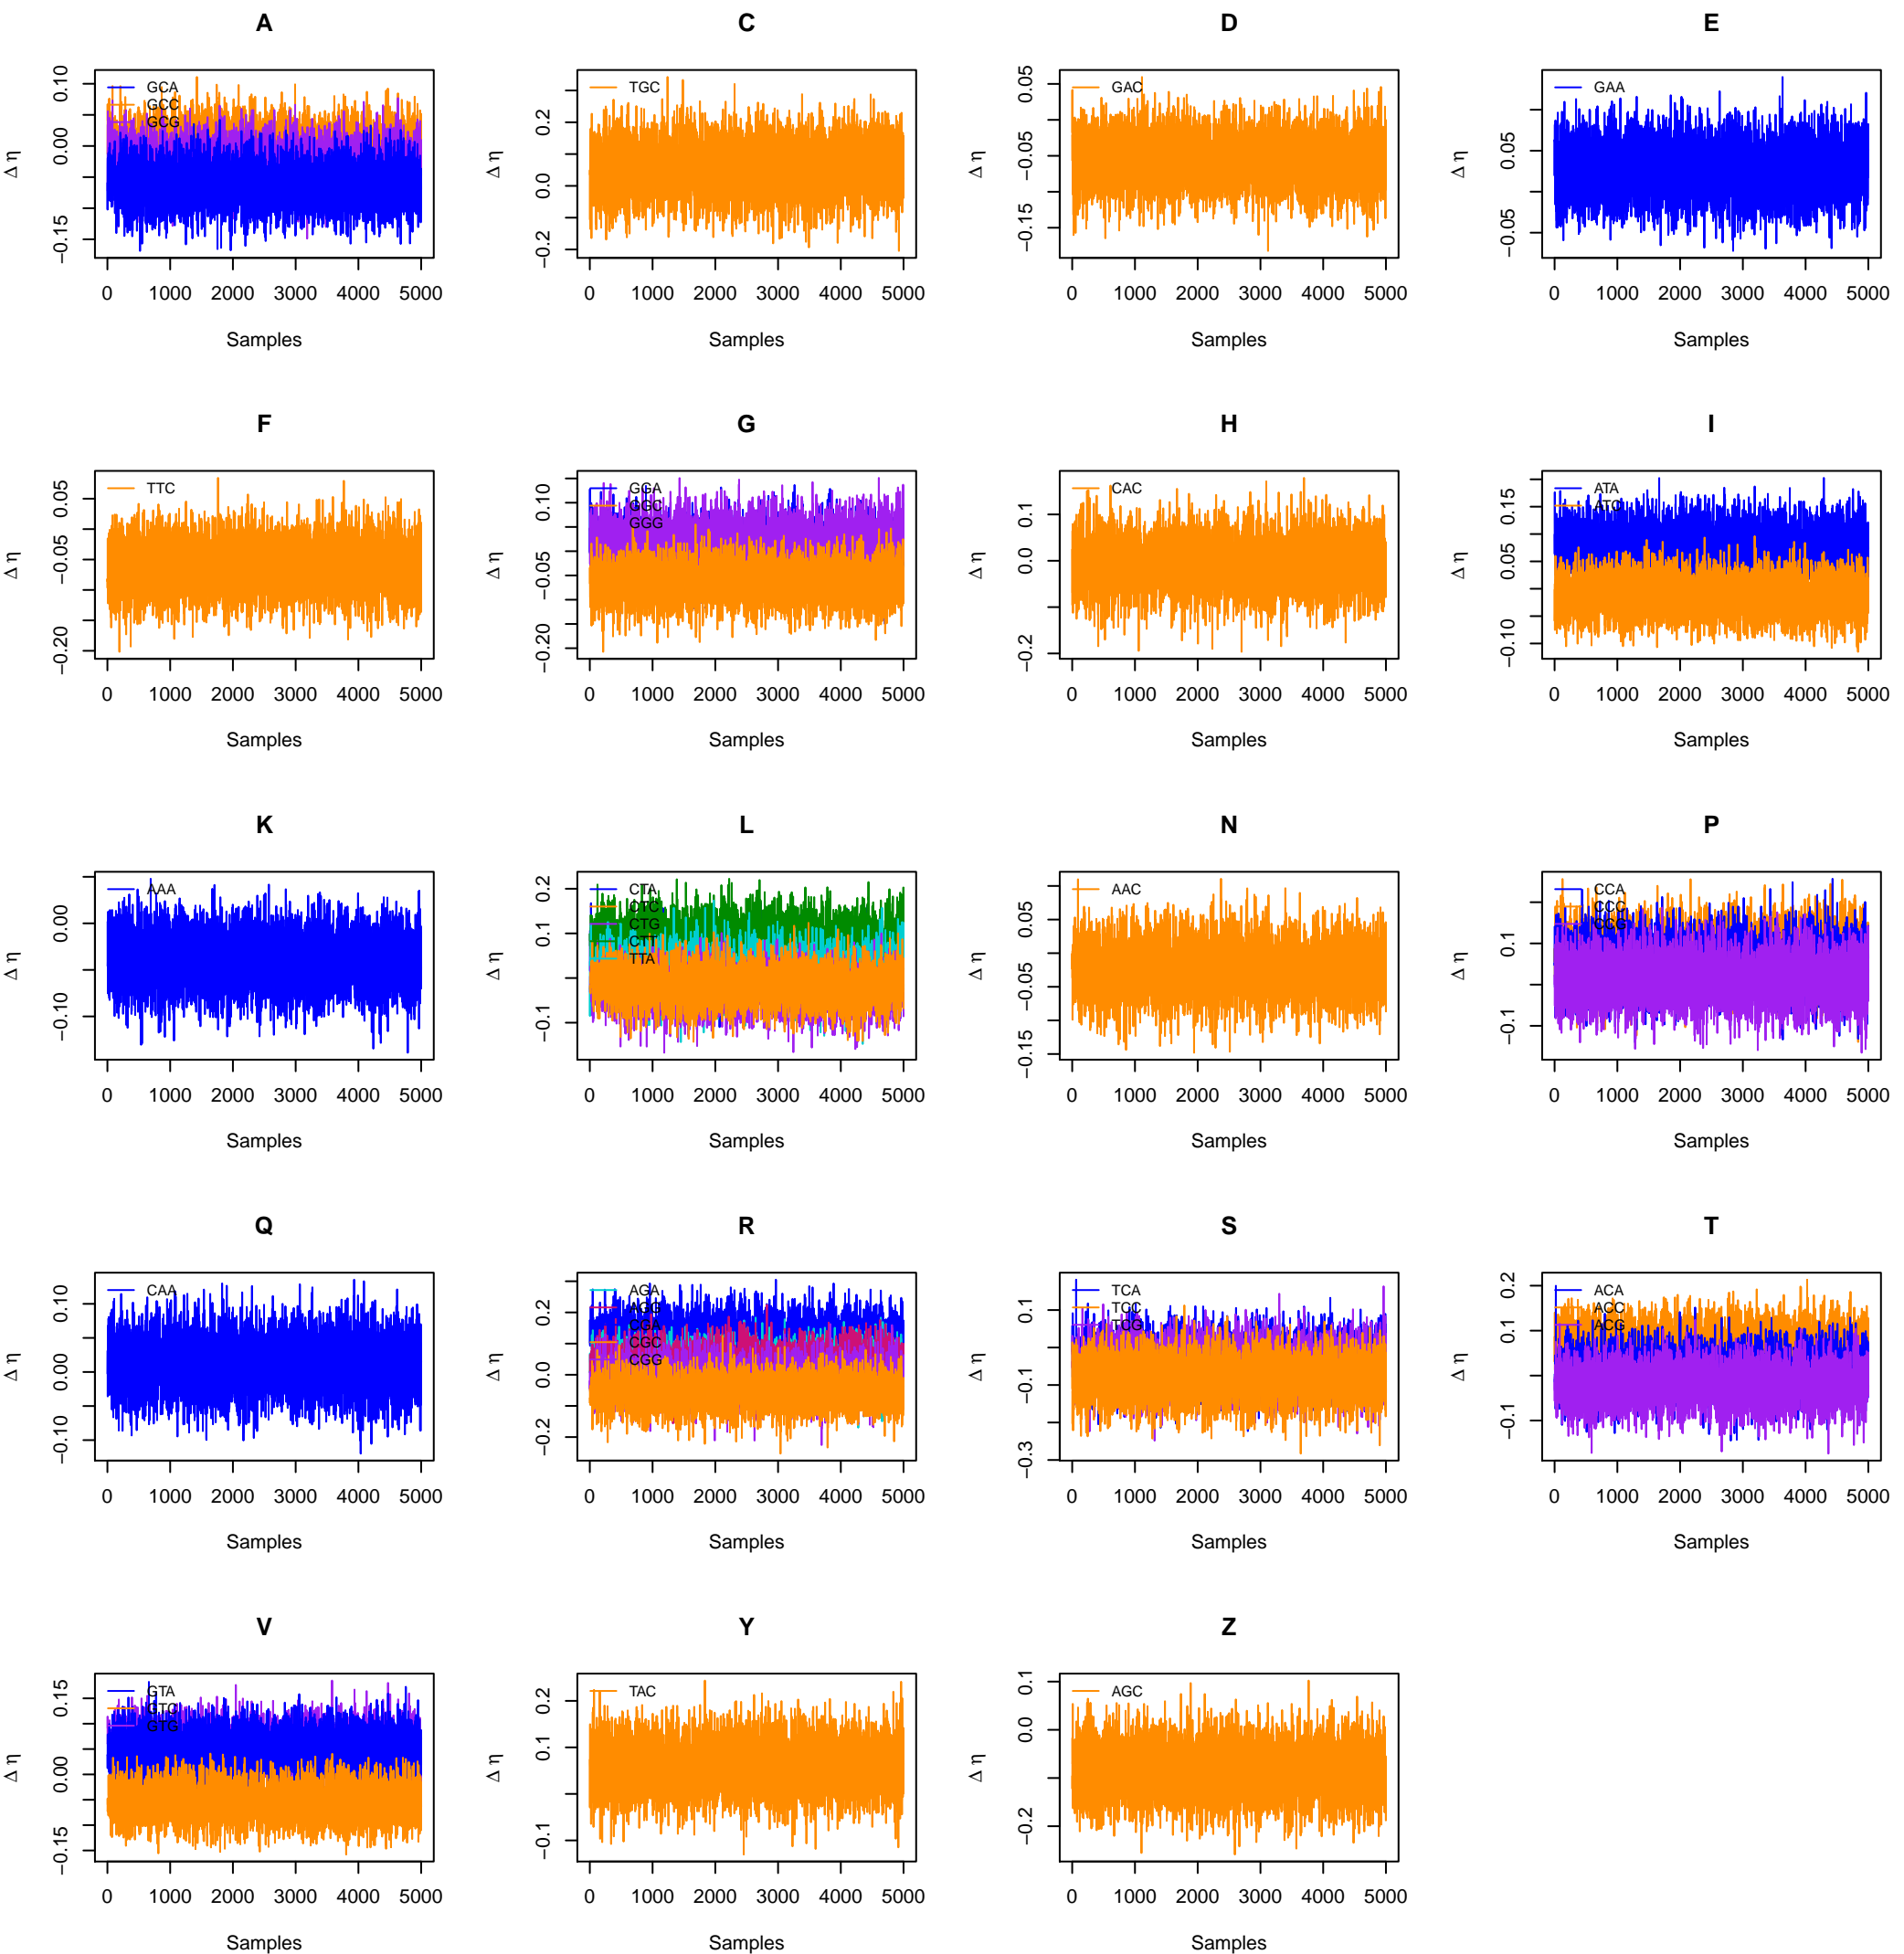 A
Δ η
0.10
0.00
−0.15
GCA
GCC
GCG
0 1000 2000 3000 4000 5000
Samples
C
Δ η
0.2
0.0
−0.2
TGC
0 1000 2000 3000 4000 5000
Samples
D
Δ η
0.05
−0.05
−0.15
GAC
0 1000 2000 3000 4000 5000
Samples
E
Δ η
0.05
−0.05
GAA
0 1000 2000 3000 4000 5000
Samples
F
Δ η
0.05
−0.05
−0.20
TTC
0 1000 2000 3000 4000 5000
Samples
G
Δ η
0.10
−0.05
−0.20
GGA
GGC
GGG
0 1000 2000 3000 4000 5000
Samples
H
Δ η
0.1
0.0
−0.2
CAC
0 1000 2000 3000 4000 5000
Samples
I
Δ η
0.15
0.05
−0.10
ATA
ATC
0 1000 2000 3000 4000 5000
Samples
K
Δ η
0.00
−0.10
AAA
0 1000 2000 3000 4000 5000
Samples
L
Δ η
0.2
0.1
−0.1
CTA
CTC
CTG
CTT
TTA
0 1000 2000 3000 4000 5000
Samples
N
Δ η
0.05
−0.05
−0.15
AAC
0 1000 2000 3000 4000 5000
Samples
P
Δ η
0.1
−0.1
CCA
CCC
CCG
0 1000 2000 3000 4000 5000
Samples
Q
Δ η
0.10
0.00
−0.10
CAA
0 1000 2000 3000 4000 5000
Samples
R
Δ η
0.2
0.0
−0.2
AGA
AGG
CGA
CGC
CGG
0 1000 2000 3000 4000 5000
Samples
S
Δ η
0.1
−0.1
−0.3
TCA
TCC
TCG
0 1000 2000 3000 4000 5000
Samples
T
Δ η
0.2
0.1
−0.1
ACA
ACC
ACG
0 1000 2000 3000 4000 5000
Samples
V
Δ η
0.15
0.00
−0.15
GTA
GTC
GTG
0 1000 2000 3000 4000 5000
Samples
Y
Δ η
0.2
0.1
−0.1
TAC
0 1000 2000 3000 4000 5000
Samples
Z
Δ η
0.1
0.0
−0.2
AGC
0 1000 2000 3000 4000 5000
Samples